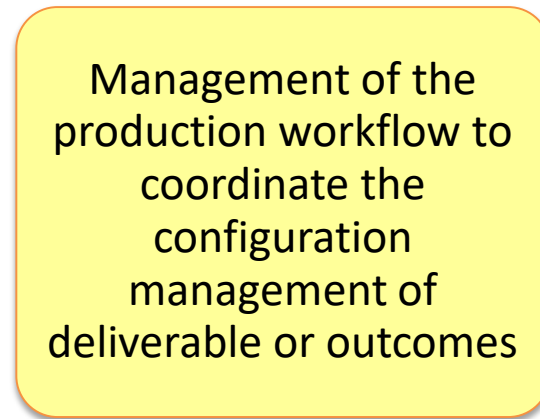 Management of the
production workflow to
coordinate the
configuration
management of
deliverable or outcomes